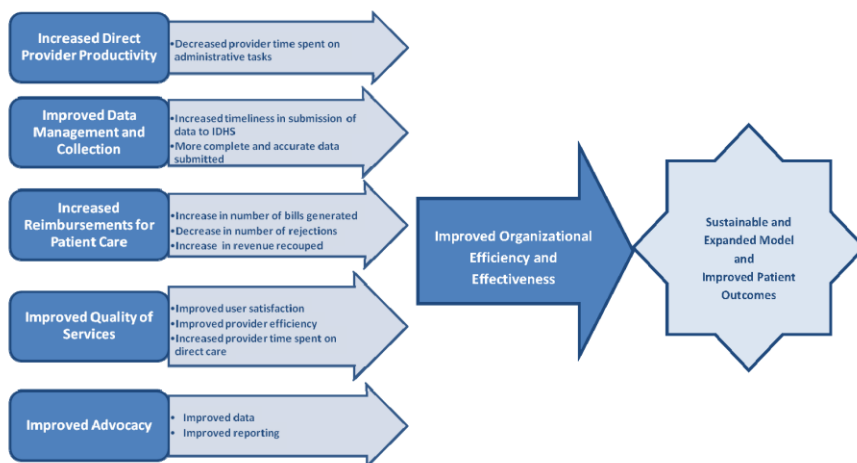 Increased Direct
Provider Productivity
•Decreased provider time spent on
administrative tasks
Improved Data
Management and
Collection
•Increased timeliness in submission of
data to IDHS
•More complete and accurate data
submitted
Increased
Reimbursements for
Patient Care
•Increase in number of bills generated
•Decrease in number of rejections
•Increase in revenue recouped
Improved Quality of
Services
•Improved user satisfaction
•Improved provider efficiency
•Increased provider time spent on
direct care
Improved Advocacy
• Improved data
• Improved reporting
Improved Organizational
Efficiency and
Effectiveness
Sustainable and
Expanded Model
and
Improved Patient
Outcomes